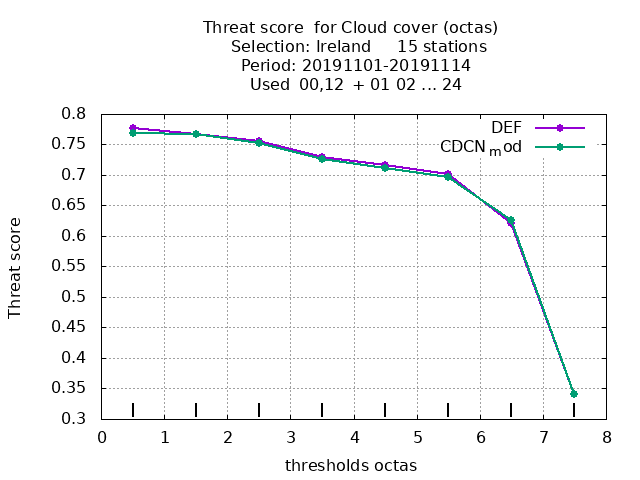 Threat score  for Cloud cover (octas)
Selection: Ireland     15 stations
Period: 20191101-20191114
Used  00,12  + 01 02 ... 24
DEF
CDCNmod
0.8
0.75
0.7
0.65
0.6
0.55
0.5
0.45
0.4
0.35
0.3
Threat score
0 1 2 3 4 5 6 7 8
thresholds octas